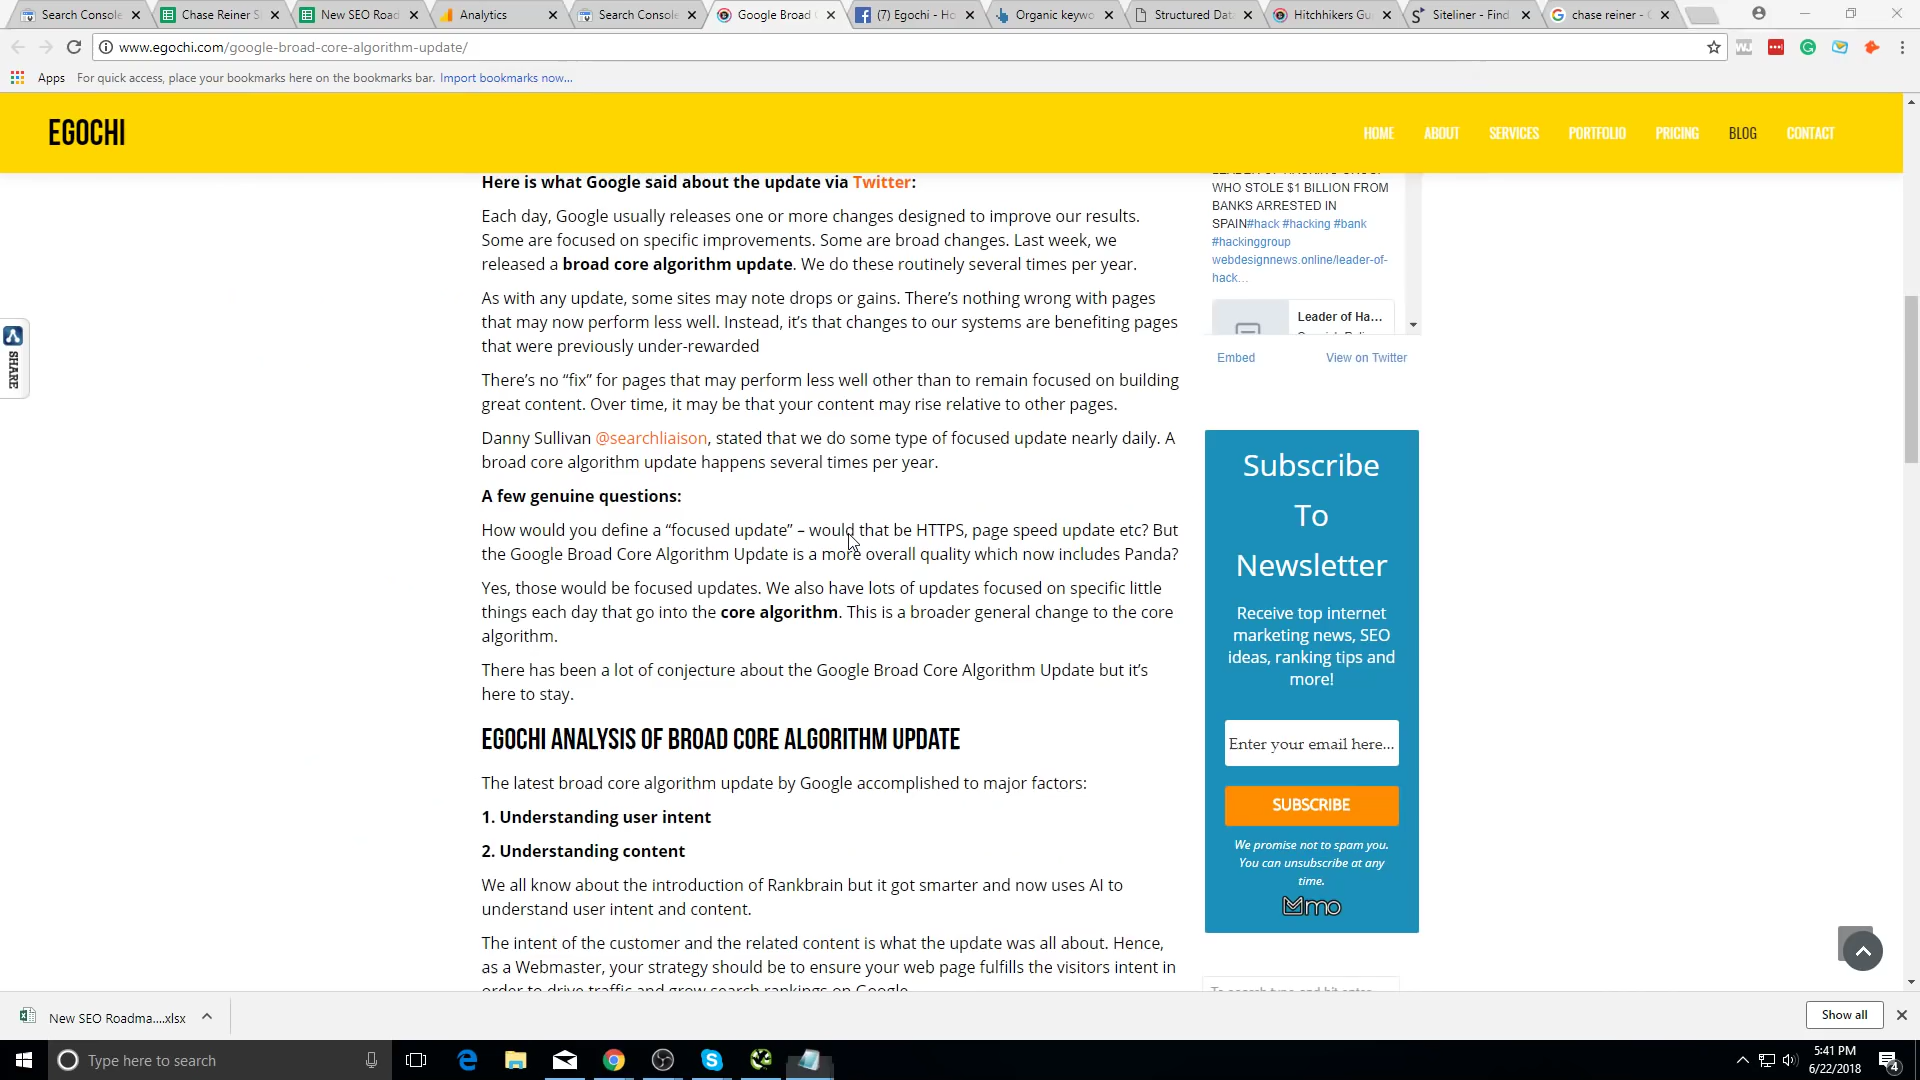 Search Console
Chase Reiner S
New SEO Road
Analytics
Search Console
Google Broad
(7) Egochi - Ho
Organic keywo
Structured Dat
Hitchhikers Gu
Siteliner - Find
chase reiner -
www.egochi.com/google-broad-core-algorithm-update/
Apps
For quick access, place your bookmarks here on the bookmarks bar. Import bookmarks now...
EGOCHI
HOME
ABOUT
SERVICES
PORTFOLIO
PRICING
BLOG
CONTACT
SHARE
Here is what Google said about the update via Twitter:
Each day, Google usually releases one or more changes designed to improve our results.
Some are focused on specific improvements. Some are broad changes. Last week, we
released a broad core algorithm update. We do these routinely several times per year.
As with any update, some sites may note drops or gains. There's nothing wrong with pages
that may now perform less well. Instead, it's that changes to our systems are benefiting pages
that were previously under-rewarded
There's no “fix” for pages that may perform less well other than to remain focused on building
great content. Over time, it may be that your content may rise relative to other pages.
Danny Sullivan @searchliaison, stated that we do some type of focused update nearly daily. A
broad core algorithm update happens several times per year.
A few genuine questions:
How would you define a “focused update” – would that be HTTPS, page speed update etc? But
the Google Broad Core Algorithm Update is a more overall quality which now includes Panda?
Yes, those would be focused updates. We also have lots of updates focused on specific little
things each day that go into the core algorithm. This is a broader general change to the core
algorithm.
There has been a lot of conjecture about the Google Broad Core Algorithm Update but it's
here to stay.
EGOCHI ANALYSIS OF BROAD CORE ALGORITHM UPDATE
The latest broad core algorithm update by Google accomplished to major factors:
1. Understanding user intent
2. Understanding content
We all know about the introduction of Rankbrain but it got smarter and now uses AI to
understand user intent and content.
The intent of the customer and the related content is what the update was all about. Hence,
as a Webmaster, your strategy should be to ensure your web page fulfills the visitors intent in
order to drive traffic and grow search rankings on Google
WHO STOLE $1 BILLION FROM
BANKS ARRESTED IN
SPAIN#hack #hacking #bank
#hackinggroup
webdesignnews.online/leader-of-
hack…
Leader of Ha...
Embed
View on Twitter
Subscribe
To
Newsletter
Receive top internet
marketing news, SEO
ideas, ranking tips and
more!
Enter your email here...
SUBSCRIBE
We promise not to spam you.
You can unsubscribe at any
time.
mo
New SEO Roadma....xlsx
Show all
Type here to search
5:41 PM
6/22/2018
4